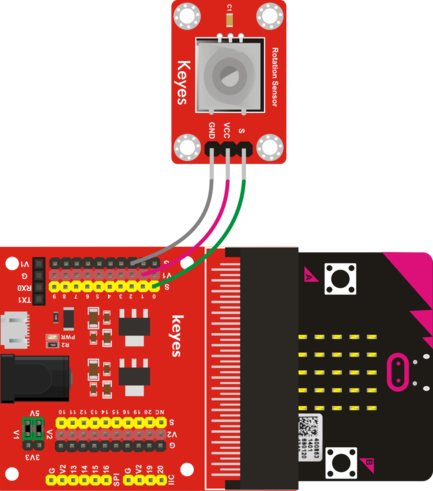 C1
Keyes
Rotation Sensor
GND
VCC
S
V1
G
RX0
TX1
G
V1
S
9 8 7 6 5 4 3 2 1 0
PWR
R2
keyes
A
B
5V
V1
V2
3V3
10 11 12 13 14 15 16 19 20 NC
S
V2
G
G
V2
13
14
15
16
SPI
G
V2
19
20
IIC